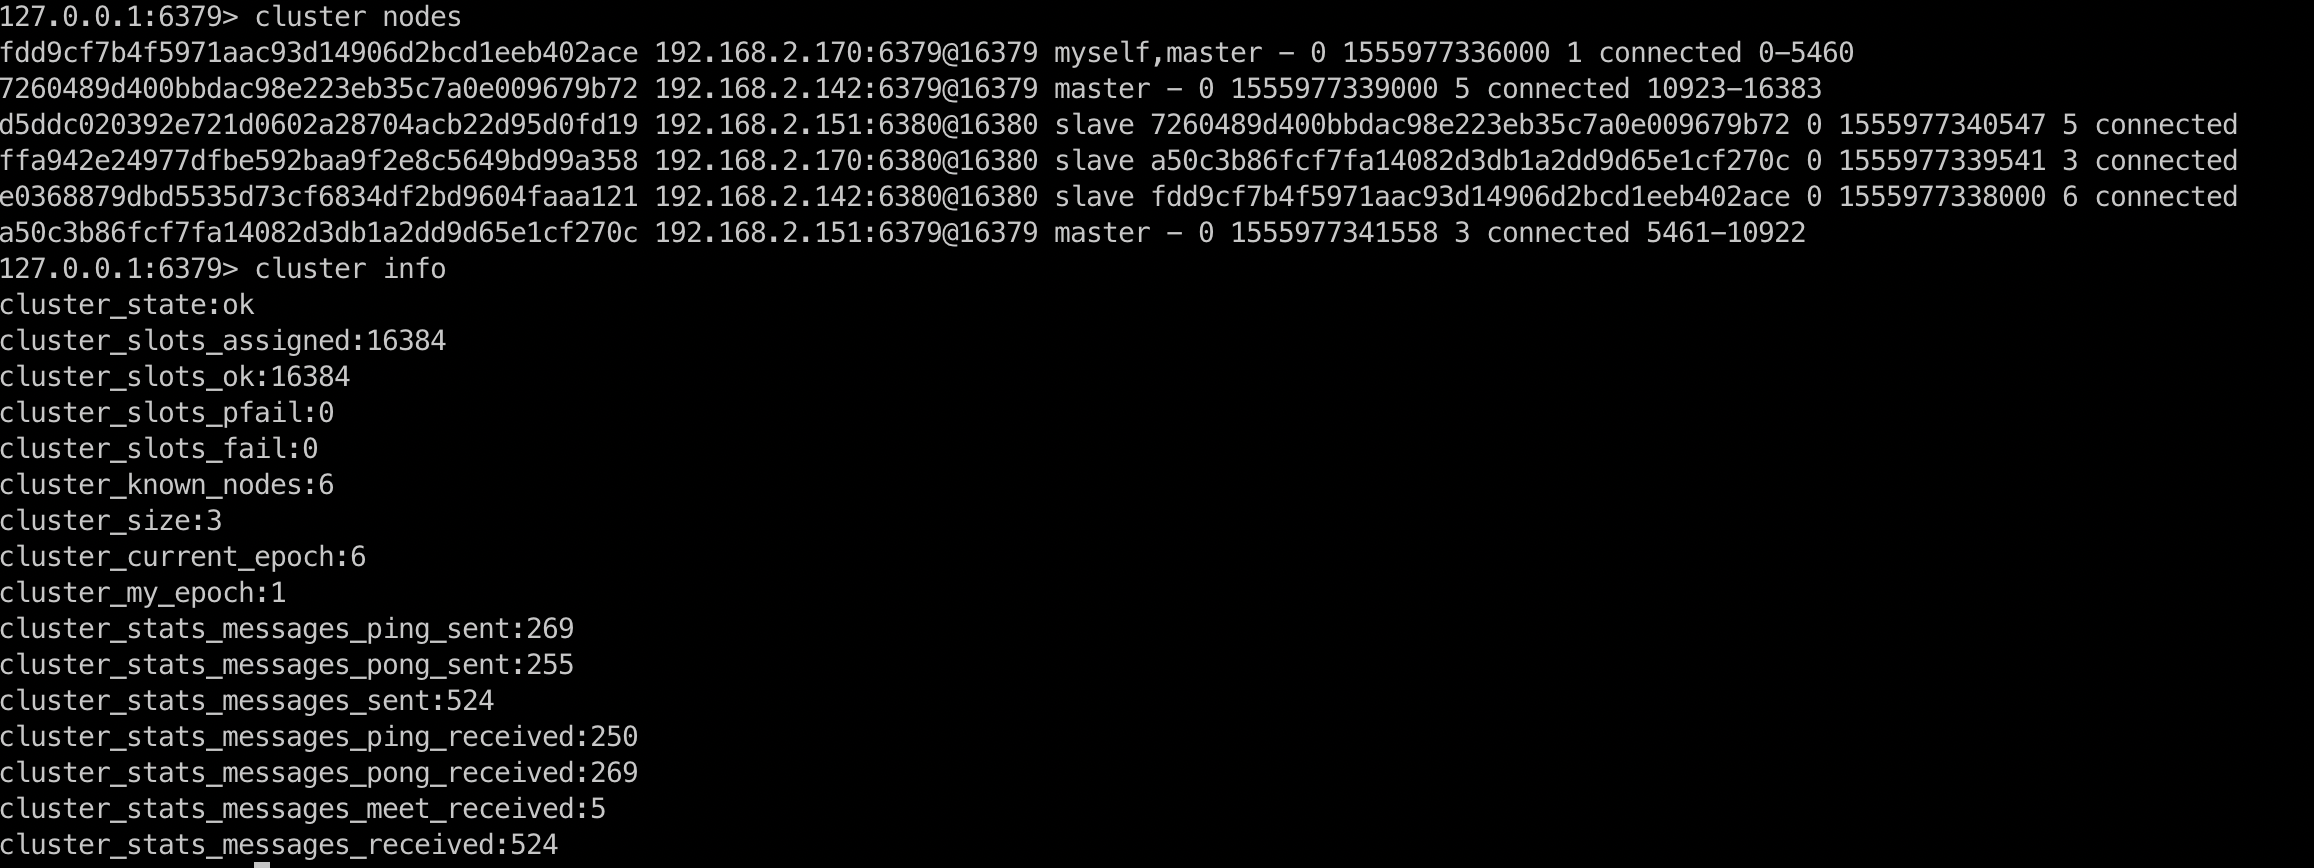 127.0.0.1:6379> cluster nodes
fdd9cf7b4f5971aac93d14906d2bcd1eeb402ace 192.168.2.170:6379@16379 myself,master - 0 1555977336000 1 connected 0-5460
7260489d400bbdac98e223eb35c7a0e009679b72 192.168.2.142:6379@16379 master - 0 1555977339000 5 connected 10923-16383
d5ddc020392e721d0602a28704acb22d95d0fd19 192.168.2.151:6380@16380 slave 7260489d400bbdac98e223eb35c7a0e009679b72 0 1555977340547 5 connected
ffa942e24977dfbe592baa9f2e8c5649bd99a358 192.168.2.170:6380@16380 slave a50c3b86fcf7fa14082d3db1a2dd9d65e1cf270c 0 1555977339541 3 connected
e0368879dbd5535d73cf6834df2bd9604faaa121 192.168.2.142:6380@16380 slave fdd9cf7b4f5971aac93d14906d2bcd1eeb402ace 0 1555977338000 6 connected
a50c3b86fcf7fa14082d3db1a2dd9d65e1cf270c 192.168.2.151:6379@16379 master - 0 1555977341558 3 connected 5461-10922
127.0.0.1:6379> cluster info
cluster_state:ok
cluster_slots_assigned:16384
cluster_slots_ok:16384
cluster_slots_pfail:0
cluster_slots_fail:0
cluster_known_nodes:6
cluster_size:3
cluster_current_epoch:6
cluster_my_epoch:1
cluster_stats_messages_ping_sent:269
cluster_stats_messages_pong_sent:255
cluster_stats_messages_sent:524
cluster_stats_messages_ping_received:250
cluster_stats_messages_pong_received:269
cluster_stats_messages_meet_received:5
cluster_stats_messages_received:524